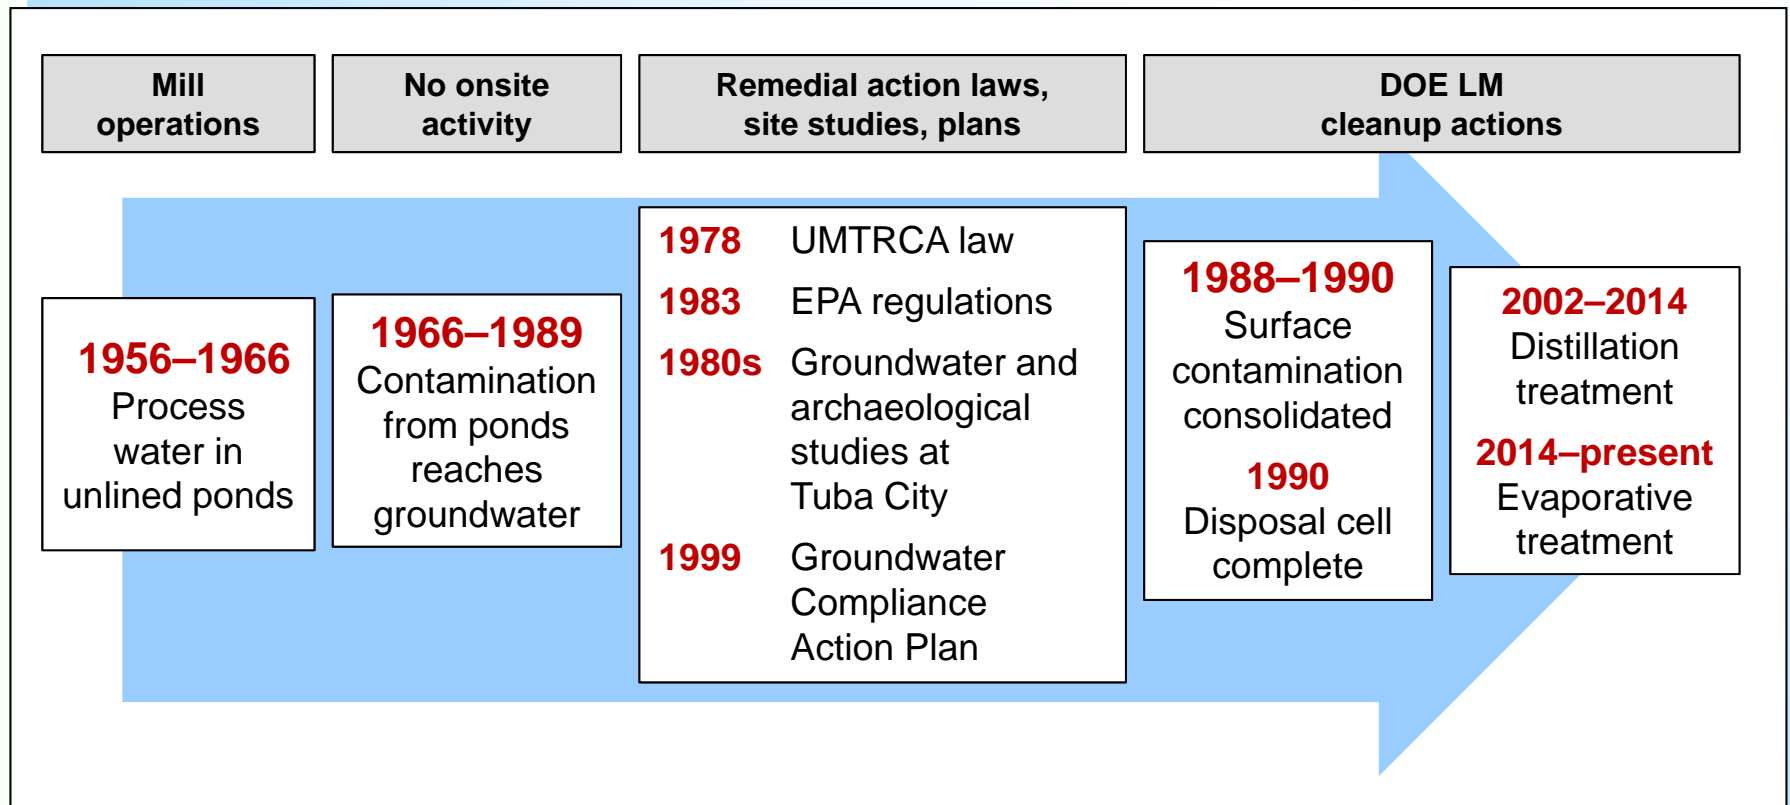 Mill
operations
No onsite
activity
Remedial action laws,
site studies, plans
DOE LM
cleanup actions
1956–1966
Process
water in
unlined ponds
1966–1989
Contamination
from ponds
reaches
groundwater
1978 UMTRCA law
1983 EPA regulations
1980s Groundwater and
archaeological
studies at
Tuba City
1999 Groundwater
Compliance
Action Plan
1988–1990
Surface
contamination
consolidated
1990
Disposal cell
complete
2002–2014
Distillation
treatment
2014–present
Evaporative
treatment